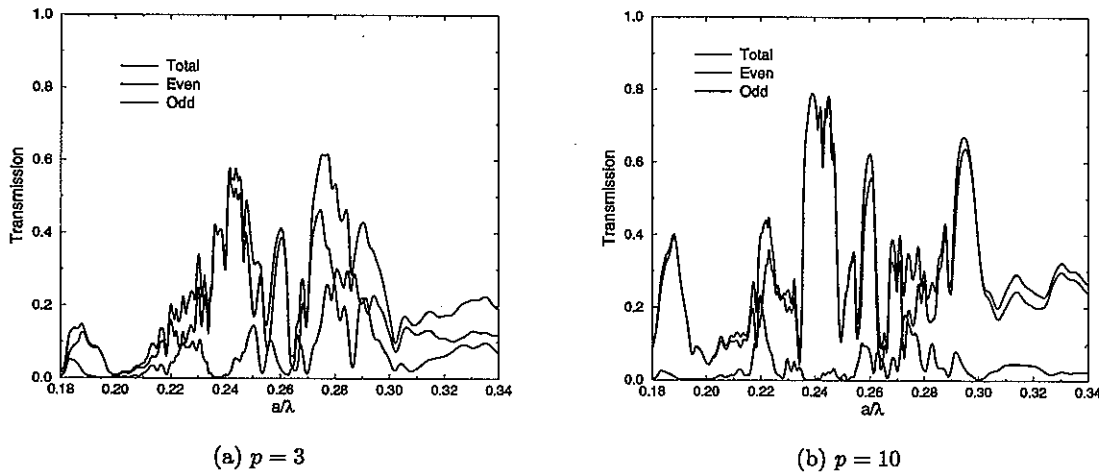 1.0
0.8
0.6
0.4
0.2
0.0
Transmission
Total
Even
Odd
0.18 0.20 0.22 0.24 0.26 0.28 0.30 0.32 0.34
a/λ
(a) p = 3
1.0
0.8
0.6
0.4
0.2
0.0
Transmission
Total
Even
Odd
0.18 0.20 0.22 0.24 0.26 0.28 0.30 0.32 0.34
a/λ
(b) p = 10